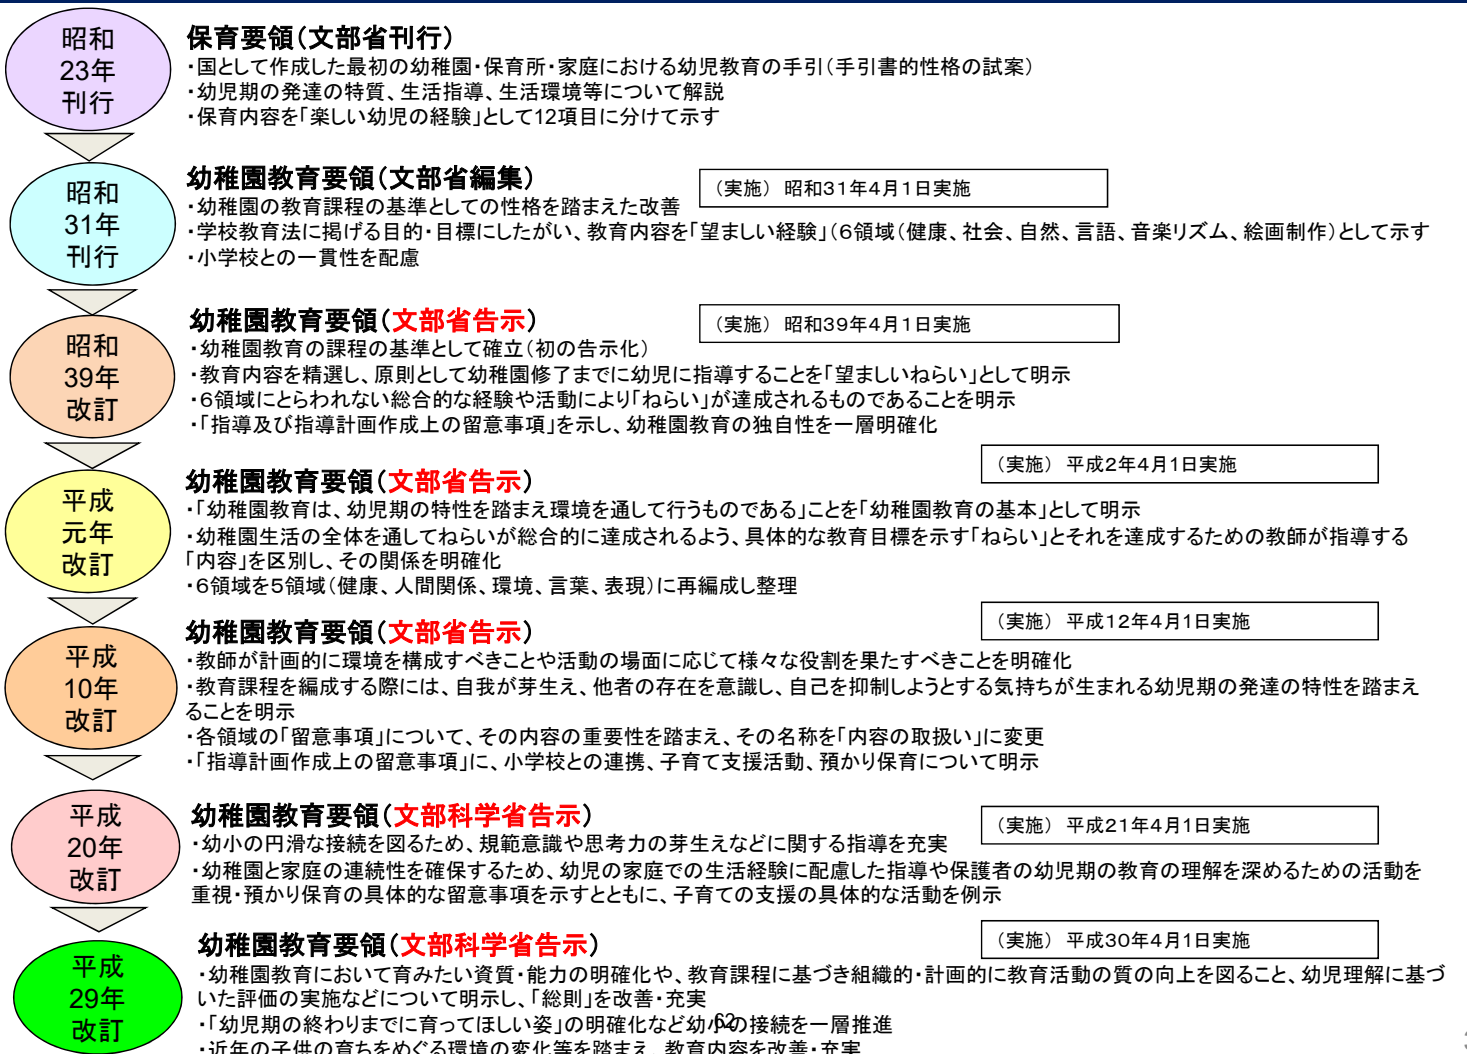 昭和
23年
刊行
保育要領(文部省刊行)
・国として作成した最初の幼稚園・保育所・家庭における幼児教育の手引(手引書的性格の試案)
・幼児期の発達の特質、生活指導、生活環境等について解説
・保育内容を「楽しい幼児の経験」として12項目に分けて示す
昭和
31年
刊行
幼稚園教育要領(文部省編集)
(実施) 昭和31年4月1日実施
・幼稚園の教育課程の基準としての性格を踏まえた改善
・学校教育法に掲げる目的・目標にしたがい、教育内容を「望ましい経験」(6領域(健康、社会、自然、言語、音楽リズム、絵画制作)として示す
・小学校との一貫性を配慮
昭和
39年
改訂
幼稚園教育要領(文部省告示)
(実施) 昭和39年4月1日実施
・幼稚園教育の課程の基準として確立(初の告示化)
・教育内容を精選し、原則として幼稚園修了までに幼児に指導することを「望ましいねらい」として明示
・6領域にとらわれない総合的な経験や活動により「ねらい」が達成されるものであることを明示
・「指導及び指導計画作成上の留意事項」を示し、幼稚園教育の独自性を一層明確化
平成
元年
改訂
幼稚園教育要領(文部省告示)
(実施) 平成2年4月1日実施
・「幼稚園教育は、幼児期の特性を踏まえ環境を通して行うものである」ことを「幼稚園教育の基本」として明示
・幼稚園生活の全体を通してねらいが総合的に達成されるよう、具体的な教育目標を示す「ねらい」とそれを達成するための教師が指導する
「内容」を区別し、その関係を明確化
・6領域を5領域(健康、人間関係、環境、言葉、表現)に再編成し整理
平成
10年
改訂
幼稚園教育要領(文部省告示)
(実施) 平成12年4月1日実施
・教師が計画的に環境を構成すべきことや活動の場面に応じて様々な役割を果たすべきことを明確化
・教育課程を編成する際には、自我が芽生え、他者の存在を意識し、自己を抑制しようとする気持ちが生まれる幼児期の発達の特性を踏まえ
ることを明示
・各領域の「留意事項」について、その内容の重要性を踏まえ、その名称を「内容の取扱い」に変更
・「指導計画作成上の留意事項」に、小学校との連携、子育て支援活動、預かり保育について明示
平成
20年
改訂
幼稚園教育要領(文部科学省告示)
(実施) 平成21年4月1日実施
・幼小の円滑な接続を図るため、規範意識や思考力の芽生えなどに関する指導を充実
・幼稚園と家庭の連続性を確保するため、幼児の家庭での生活経験に配慮した指導や保護者の幼児期の教育の理解を深めるための活動を
重視・預かり保育の具体的な留意事項を示すとともに、子育ての支援の具体的な活動を例示
平成
29年
改訂
幼稚園教育要領(文部科学省告示)
(実施) 平成30年4月1日実施
・幼稚園教育において育みたい資質・能力の明確化や、教育課程に基づき組織的・計画的に教育活動の質の向上を図ること、幼児理解に基づ
いた評価の実施などについて明示し、「総則」を改善・充実
・「幼児期の終わりまでに育ってほしい姿」の明確化など幼小の接続を一層推進
62
・近年の子供の育ちをめぐる環境の変化等を踏まえ、教育内容を改善・充実